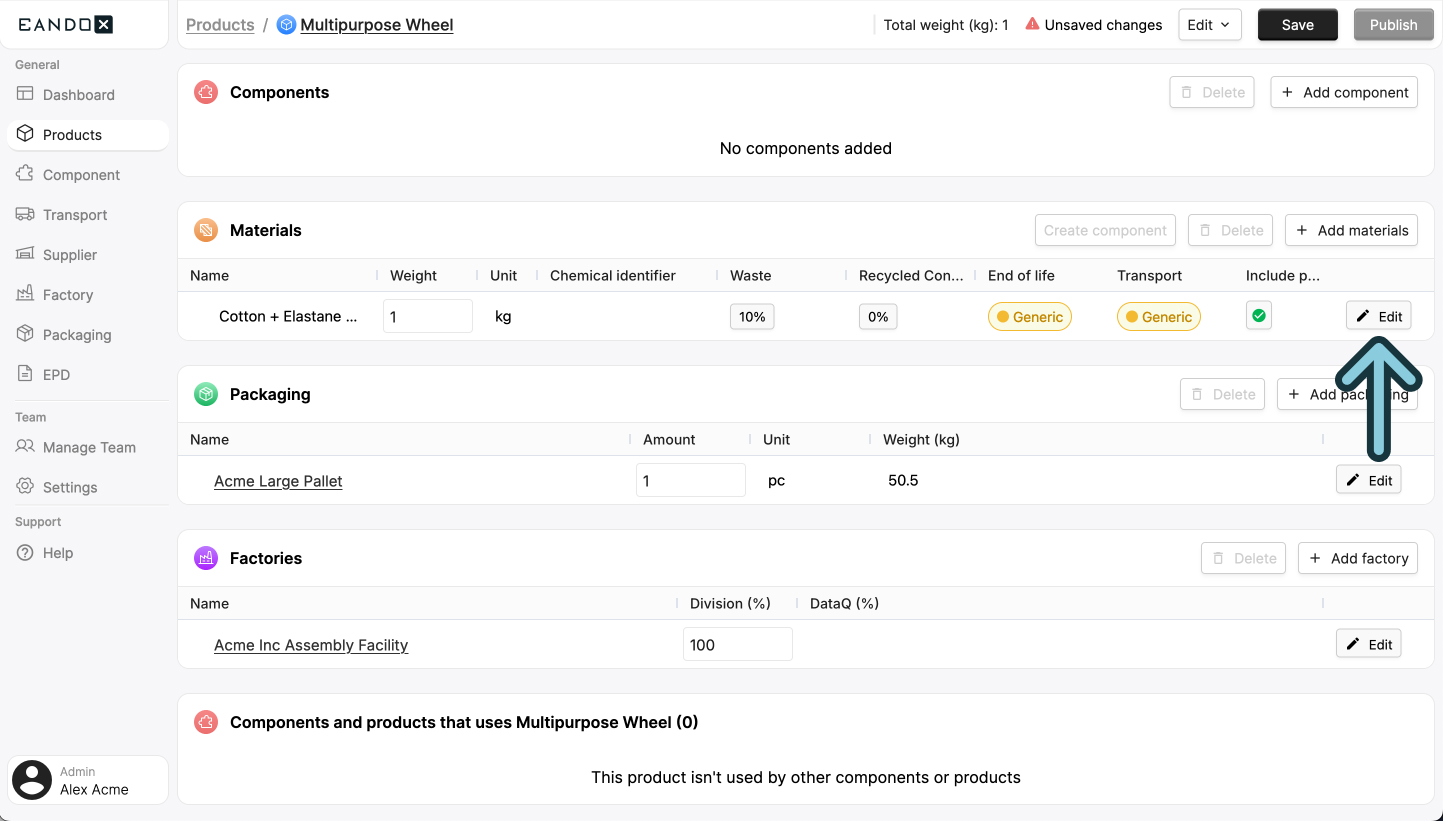 EANDOX
Products / Multipurpose Wheel
Total weight (kg): 1
Unsaved changes
Edit
Save
Publish
General
Dashboard
Products
Component
Transport
Supplier
Factory
Packaging
EPD
Team
Manage Team
Settings
Support
Help
Admin
Alex Acme
Components
Delete
Add component
No components added
Materials
Create component
Delete
Add materials
Name Weight Unit Chemical identifier Waste Recycled Con... End of life Transport Include p...
Cotton + Elastane ... 1 kg 10% 0% Generic Generic Edit
Packaging
Delete
Add packaging
Name Amount Unit Weight (kg)
Acme Large Pallet 1 pc 50.5 Edit
Factories
Delete
Add factory
Name Division (%) DataQ (%)
Acme Inc Assembly Facility 100 Edit
Components and products that uses Multipurpose Wheel (0)
This product isn't used by other components or products